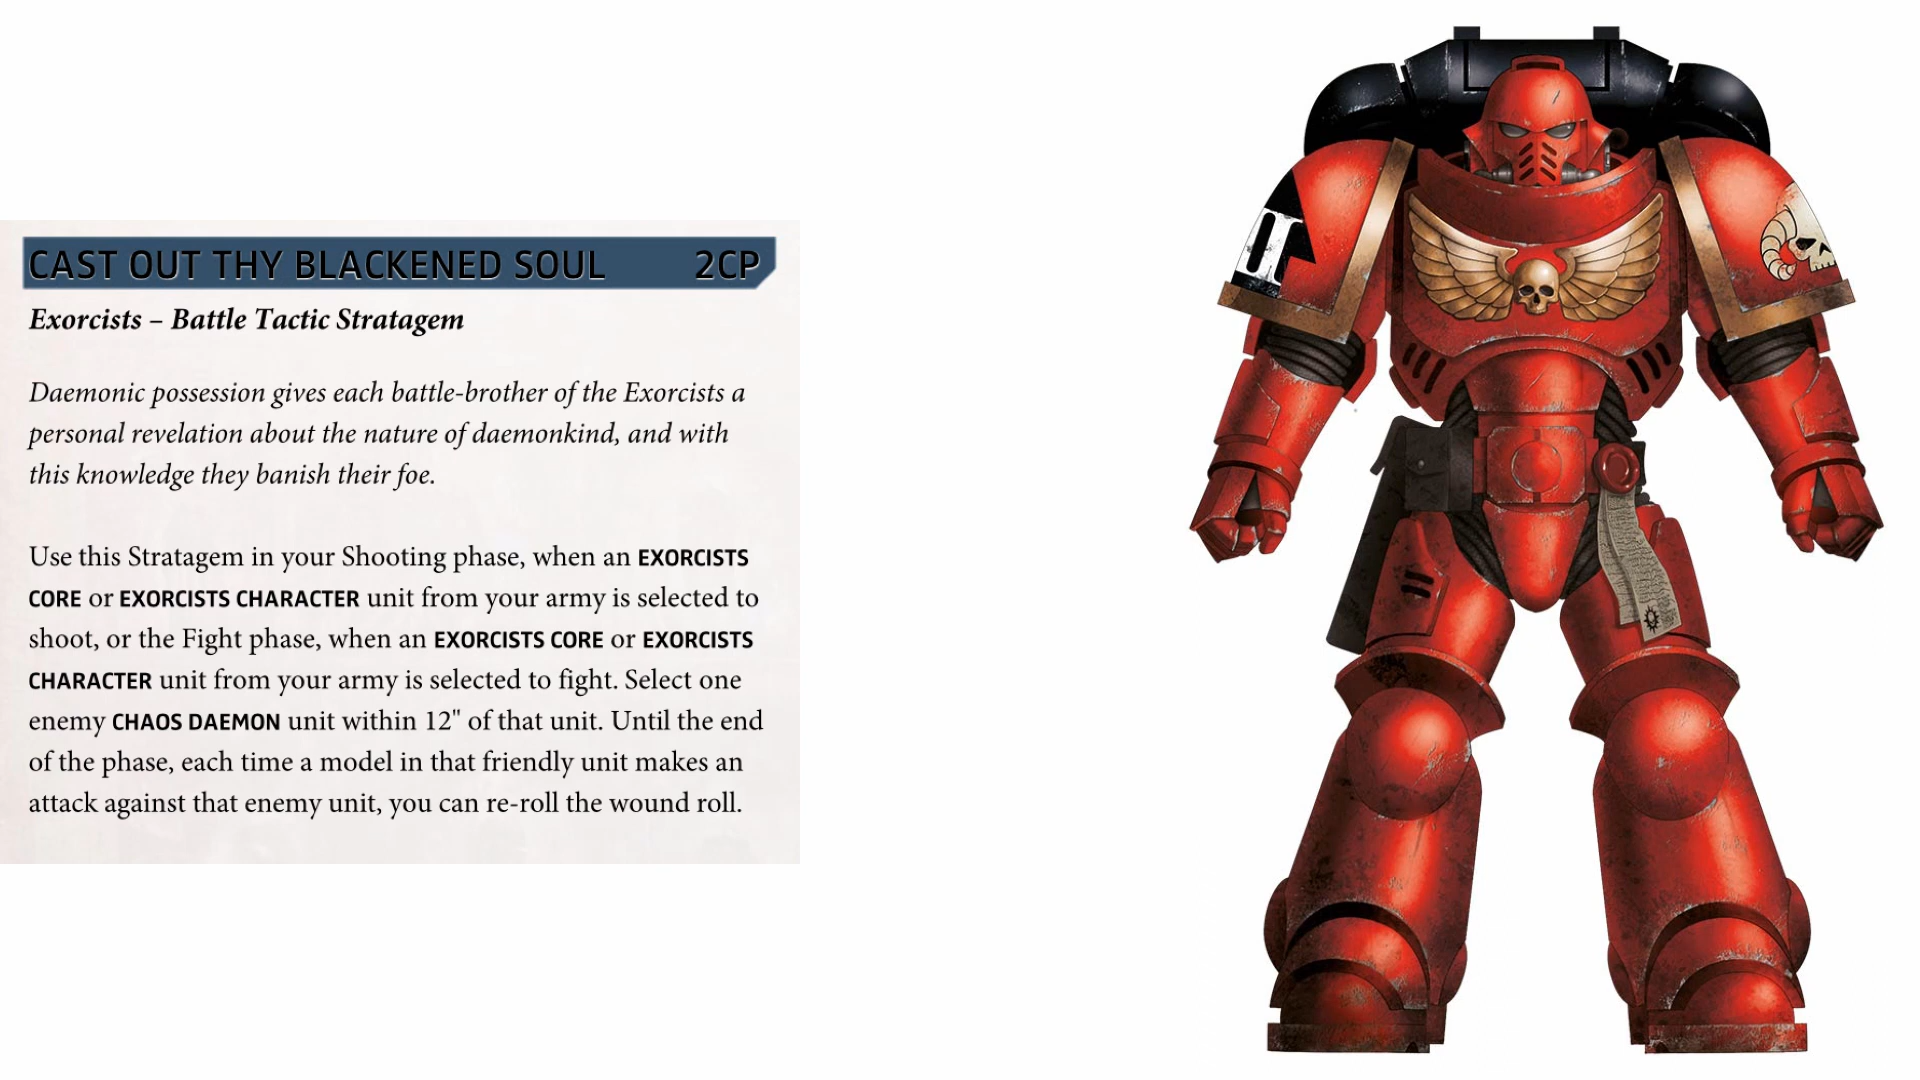 CAST OUT THY BLACKENED SOUL 2CP
Exorcists – Battle Tactic Stratagem
Daemonic possession gives each battle-brother of the Exorcists a
personal revelation about the nature of daemonkind, and with
this knowledge they banish their foe.
Use this Stratagem in your Shooting phase, when an EXORCISTS
CORE or EXORCISTS CHARACTER unit from your army is selected to
shoot, or the Fight phase, when an EXORCISTS CORE or EXORCISTS
CHARACTER unit from your army is selected to fight. Select one
enemy CHAOS DAEMON unit within 12" of that unit. Until the end
of the phase, each time a model in that friendly unit makes an
attack against that enemy unit, you can re-roll the wound roll.